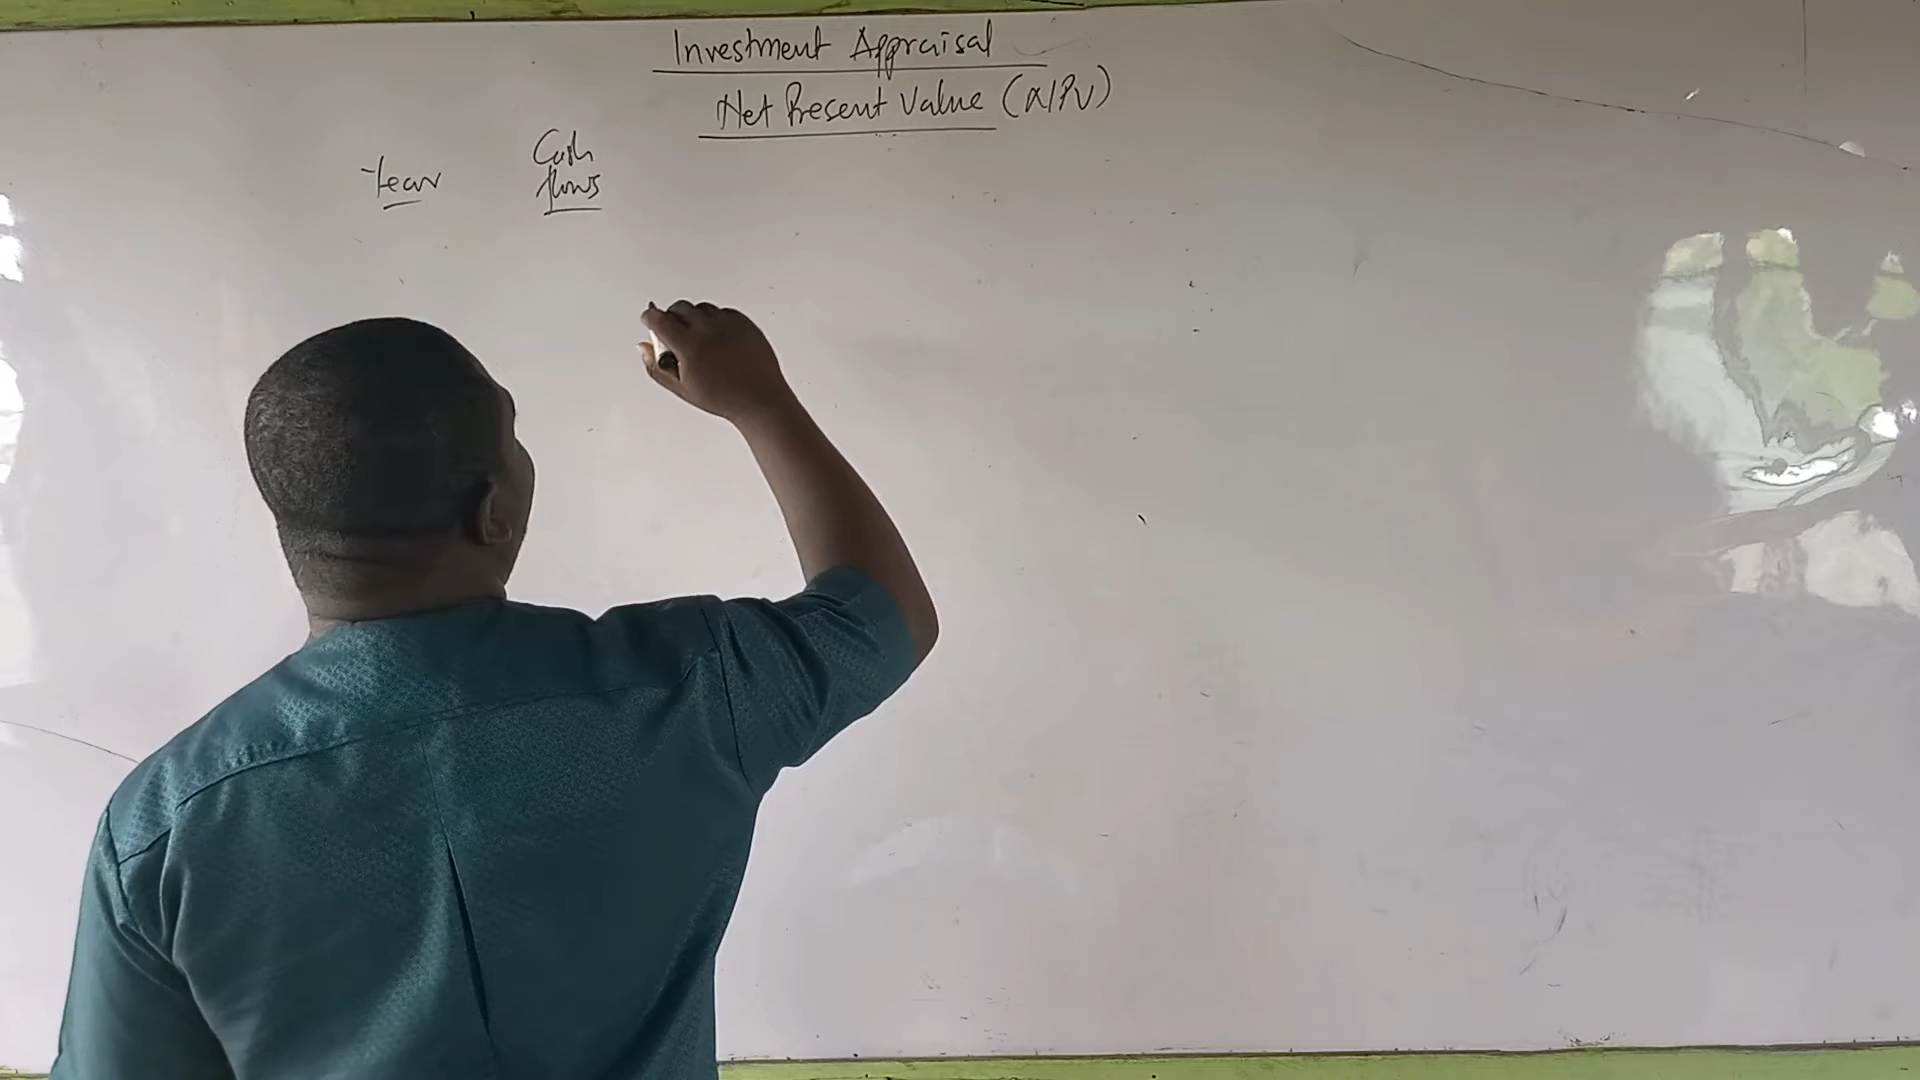 Investment Appraisal
Net Present Value (NPV)
Year
Cash
flows